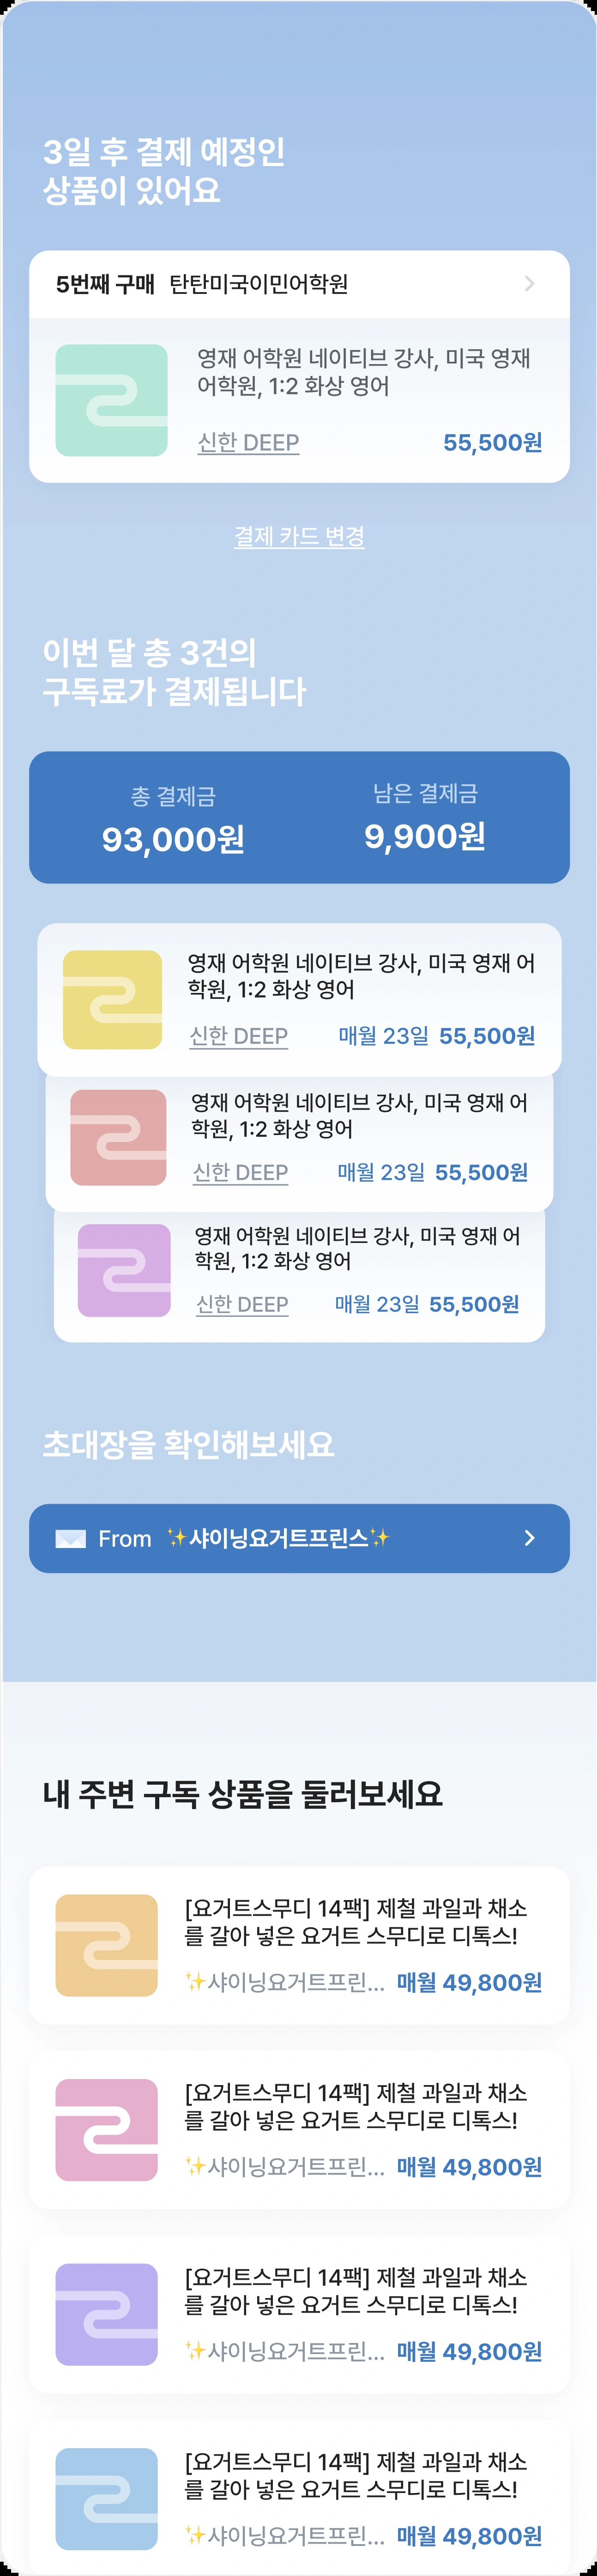 3일 후 결제 예정인
상품이 있어요
5번째 구매 탄탄미국이민어학원
영재 어학원 네이티브 강사, 미국 영재
어학원, 1:2 화상 영어
신한 DEEP 55,500원
결제 카드 변경
이번 달 총 3건의
구독료가 결제됩니다
총 결제금 남은 결제금
93,000원 9,900원
영재 어학원 네이티브 강사, 미국 영재 어
학원, 1:2 화상 영어
신한 DEEP 매월 23일 55,500원
영재 어학원 네이티브 강사, 미국 영재 어
학원, 1:2 화상 영어
신한 DEEP 매월 23일 55,500원
영재 어학원 네이티브 강사, 미국 영재 어
학원, 1:2 화상 영어
신한 DEEP 매월 23일 55,500원
초대장을 확인해보세요
From ✨샤이닝요거트프린스✨
내 주변 구독 상품을 둘러보세요
[요거트스무디 14팩] 제철 과일과 채소
를 갈아 넣은 요거트 스무디로 디톡스!
✨샤이닝요거트프린... 매월 49,800원
[요거트스무디 14팩] 제철 과일과 채소
를 갈아 넣은 요거트 스무디로 디톡스!
✨샤이닝요거트프린... 매월 49,800원
[요거트스무디 14팩] 제철 과일과 채소
를 갈아 넣은 요거트 스무디로 디톡스!
✨샤이닝요거트프린... 매월 49,800원
[요거트스무디 14팩] 제철 과일과 채소
를 갈아 넣은 요거트 스무디로 디톡스!
✨샤이닝요거트프린... 매월 49,800원